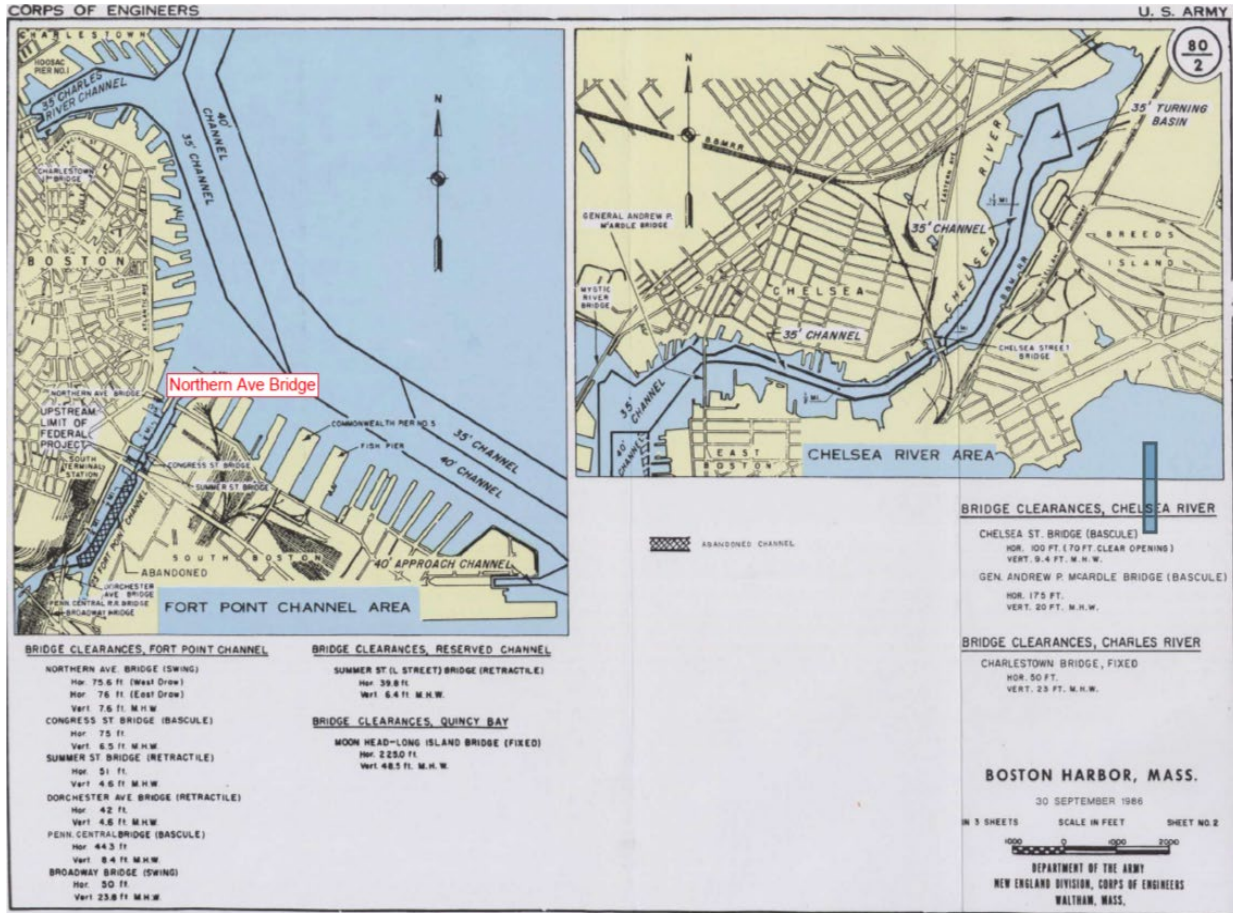 CORPS OF ENGINEERS
U. S. ARMY
CHARLESTOWN
HOOSAC
PIER NO.1
35' CHARLES
RIVER CHANNEL
40'
CHANNEL
35' CHANNEL
N
CHARLESTOWN
BRIDGE
BOSTON
ATLANTIC AVE
Northern Ave Bridge
NORTHERN AVE BRIDGE
UPSTREAM
LIMIT OF
FEDERAL
PROJECT
SOUTH
TERMINAL
STATION
CONGRESS ST BRIDGE
SUMMER ST. BRIDGE
COMMONWEALTH PIER NO. 5
FISH PIER
35' CHANNEL
40' CHANNEL
SOUTH BOSTON
40' APPROACH CHANNEL
FORT POINT CHANNEL
ABANDONED
DORCHESTER
AVE BRIDGE
PENN. CENTRAL R.R. BRIDGE
BROADWAY BRIDGE
FORT POINT CHANNEL AREA
80
2
N
35' TURNING
BASIN
B&MRR
EASTERN AVE
CHELSEA RIVER
GENERAL ANDREW P.
McARDLE BRIDGE
35' CHANNEL
BREEDS
ISLAND
MYSTIC
RIVER
BRIDGE
CHELSEA
B&M RR
35' CHANNEL
CHELSEA STREET
BRIDGE
35'
CHANNEL
40'
CHANNEL
EAST
BOSTON
CHELSEA RIVER AREA
ABANDONED CHANNEL
BRIDGE CLEARANCES, FORT POINT CHANNEL
NORTHERN AVE. BRIDGE (SWING)
Hor. 75.6 ft. (West Draw)
Hor. 76 ft. (East Draw)
Vert. 7.6 ft. M.H.W
CONGRESS ST BRIDGE (BASCULE)
Hor. 75 ft.
Vert. 6.5 ft. M.H.W.
SUMMER ST BRIDGE (RETRACTILE)
Hor. 51 ft.
Vert 4.6 ft M.H.W.
DORCHESTER AVE. BRIDGE (RETRACTILE)
Hor. 42 ft.
Vert. 4.6 ft. M.H.W.
PENN. CENTRAL BRIDGE (BASCULE)
Hor. 44.3 ft.
Vert 8.4 ft. M.H.W.
BROADWAY BRIDGE (SWING)
Hor. 50 ft.
Vert 23.8 ft M.H.W.
BRIDGE CLEARANCES, RESERVED CHANNEL
SUMMER ST (L STREET) BRIDGE (RETRACTILE)
Hor. 39.8 ft.
Vert 6.4 ft M.H.W.
BRIDGE CLEARANCES, QUINCY BAY
MOON HEAD-LONG ISLAND BRIDGE (FIXED)
Hor. 225.0 ft.
Vert 48.5 ft. M.H.W.
BRIDGE CLEARANCES, CHELSEA RIVER
CHELSEA ST. BRIDGE (BASCULE)
HOR. 100 FT. (70 FT. CLEAR OPENING)
VERT. 9.4 FT. M.H.W.
GEN. ANDREW P. McARDLE BRIDGE (BASCULE)
HOR. 175 FT.
VERT. 20 FT. M.H.W.
BRIDGE CLEARANCES, CHARLES RIVER
CHARLESTOWN BRIDGE, FIXED
HOR. 50 FT.
VERT. 23 FT. M.H.W.
BOSTON HARBOR, MASS.
30 SEPTEMBER 1986
IN 3 SHEETS SCALE IN FEET SHEET NO. 2
1000 0 1000 2000
DEPARTMENT OF THE ARMY
NEW ENGLAND DIVISION, CORPS OF ENGINEERS
WALTHAM, MASS.